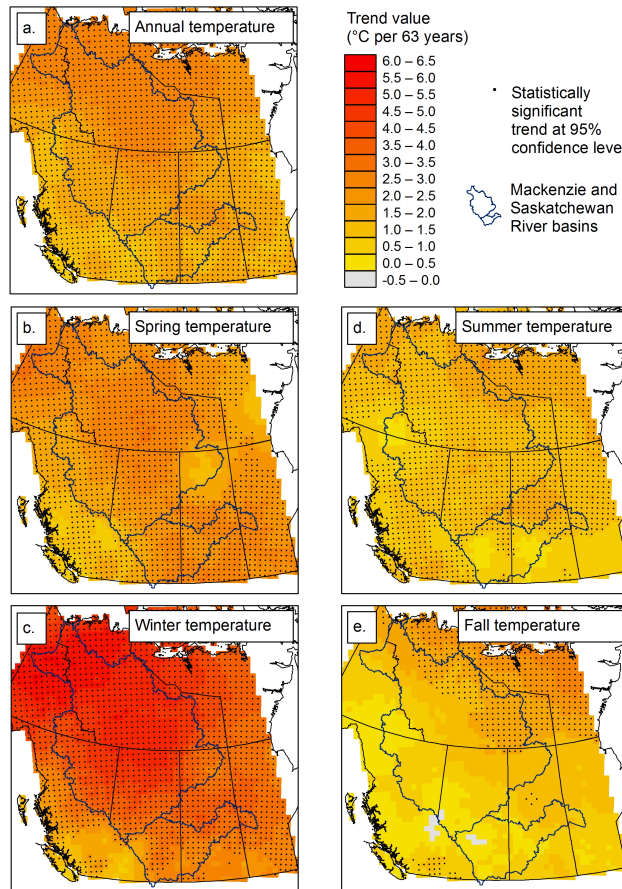 a.
Annual temperature
Trend value
(°C per 63 years)
6.0 – 6.5
5.5 – 6.0
5.0 – 5.5
4.5 – 5.0
4.0 – 4.5
3.5 – 4.0
3.0 – 3.5
2.5 – 3.0
2.0 – 2.5
1.5 – 2.0
1.0 – 1.5
0.5 – 1.0
0.0 – 0.5
-0.5 – 0.0
Statistically
significant
trend at 95%
confidence level
Mackenzie and
Saskatchewan
River basins
b.
Spring temperature
d.
Summer temperature
c.
Winter temperature
e.
Fall temperature